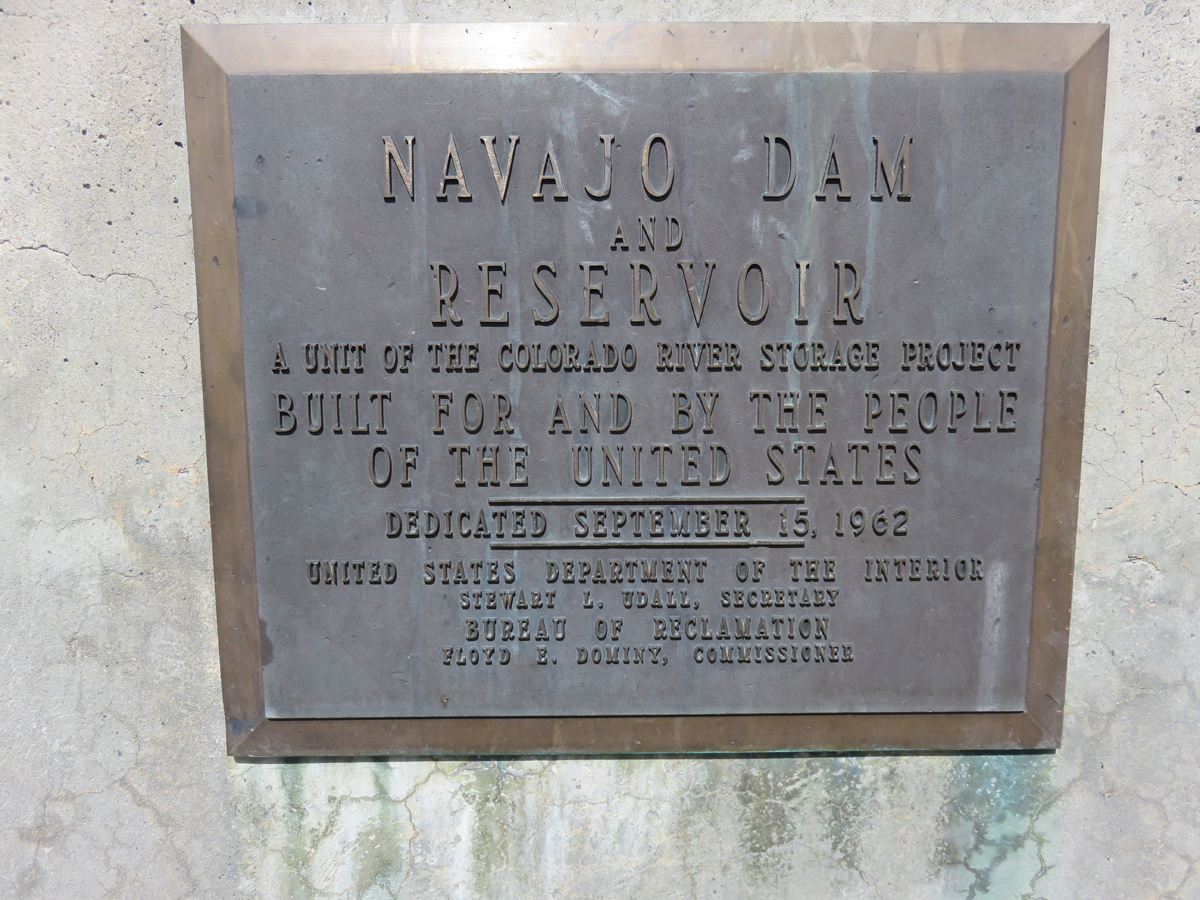 NAVAJO DAM
AND
RESERVOIR
A UNIT OF THE COLORADO RIVER STORAGE PROJECT
BUILT FOR AND BY THE PEOPLE
OF THE UNITED STATES
DEDICATED SEPTEMBER 15, 1962
UNITED STATES DEPARTMENT OF THE INTERIOR
STEWART L. UDALL, SECRETARY
BUREAU OF RECLAMATION
FLOYD E. DOMINY, COMMISSIONER